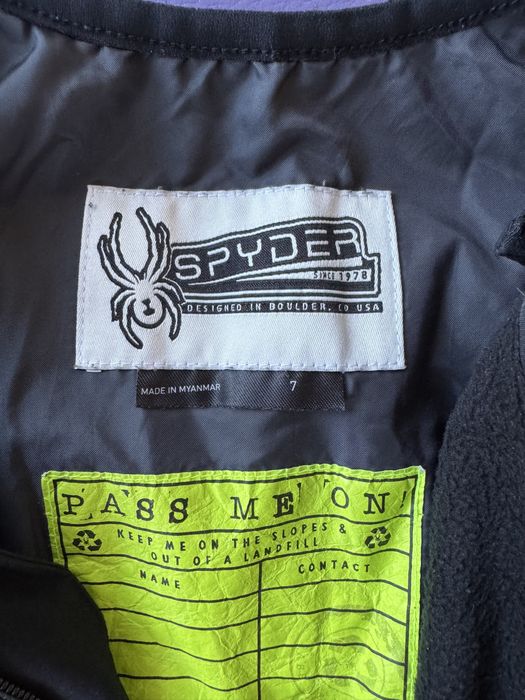 SPYDER
SINCE 1978
DESIGNED IN BOULDER, CO USA
MADE IN MYANMAR 7
PASS ME ON!
KEEP ME ON THE SLOPES &
OUT OF A LANDFILL
NAME CONTACT